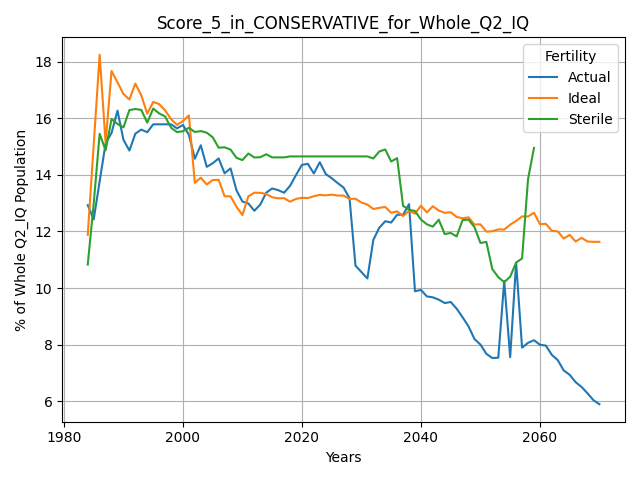 Score_5_in_CONSERVATIVE_for_Whole_Q2_IQ
% of Whole Q2_IQ Population
18
16
14
12
10
8
6
Fertility
Actual
Ideal
Sterile
1980
2000
2020
2040
2060
Years